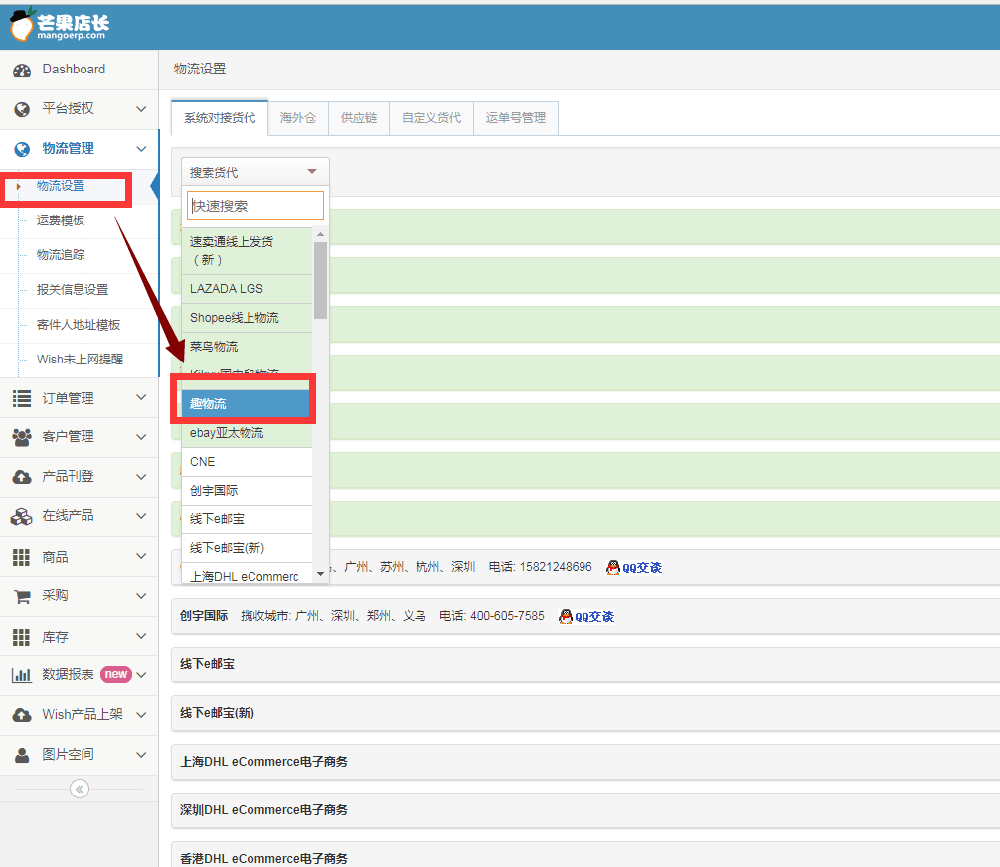 芒果店长
mangoerp.com
Dashboard
平台授权
物流管理
物流设置
运费模板
物流追踪
报关信息设置
寄件人地址模板
Wish未上网提醒
订单管理
客户管理
产品刊登
在线产品
商品
采购
库存
数据报表 new
Wish产品上架
图片空间
物流设置
系统对接货代 海外仓 供应链 自定义货代 运单号管理
搜索货代
快速搜索
速卖通线上发货
（新）
LAZADA LGS
Shopee线上物流
菜鸟物流
趣物流
ebay亚太物流
CNE
创宇国际
线下e邮宝
线下e邮宝(新)
上海DHL eCommerc
、广州、苏州、杭州、深圳 电话: 15821248696 QQ交谈
创宇国际 揽收城市: 广州、深圳、郑州、义乌 电话: 400-605-7585 QQ交谈
线下e邮宝
线下e邮宝(新)
上海DHL eCommerce电子商务
深圳DHL eCommerce电子商务
香港DHL eCommerce电子商务